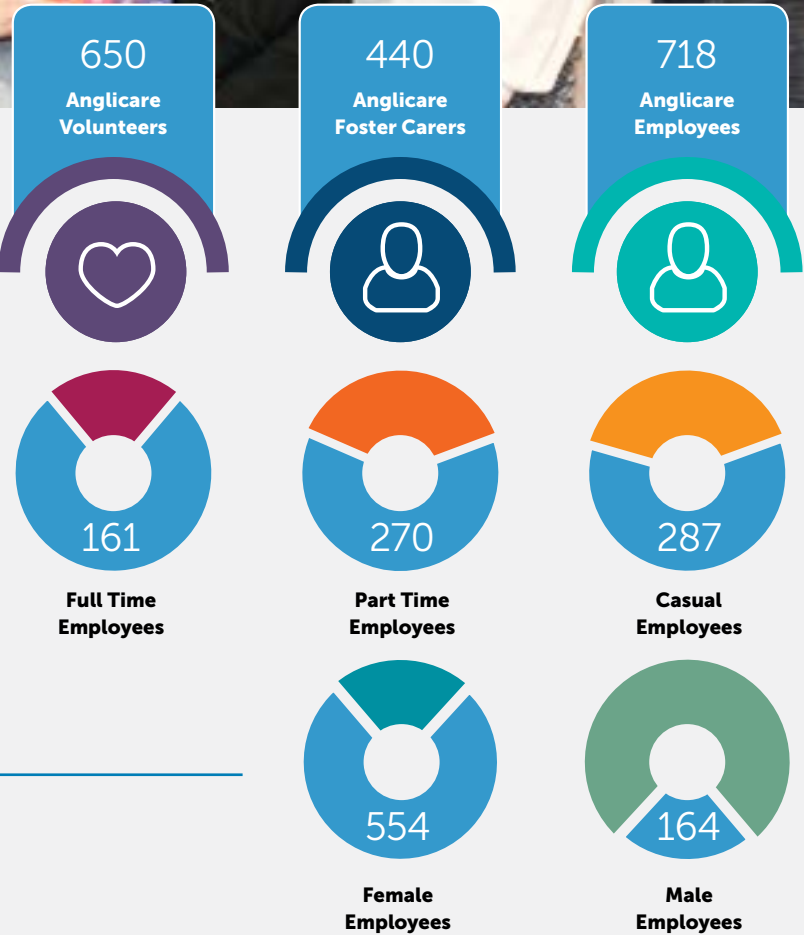 650
Anglicare
Volunteers
440
Anglicare
Foster Carers
718
Anglicare
Employees
161
Full Time
Employees
270
Part Time
Employees
287
Casual
Employees
554
Female
Employees
164
Male
Employees